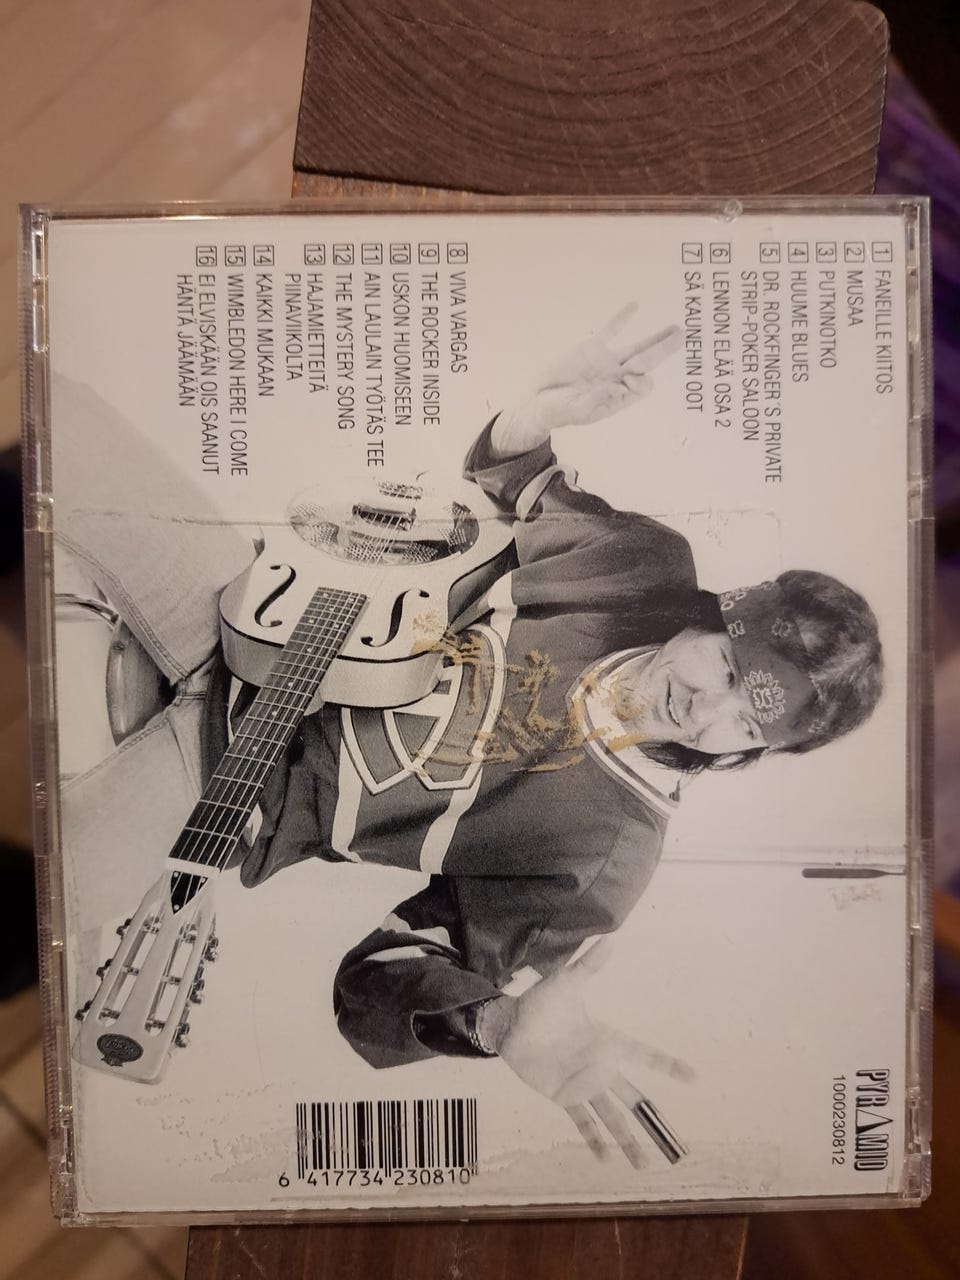 1 FANEILLE KIITOS
2 MUSAA
3 PUTKINOTKO
4 HUUME BLUES
5 DR. ROCKFINGER'S PRIVATE
STRIP-POKER SALOON
6 LENNON ELÄÄ OSA 2
7 SÄ KAUNEHIN OOT
8 VIVA VARGAS
9 THE ROCKER INSIDE
10 USKON HUOMISEEN
11 AIN LAULAIN TYÖTÄS TEE
12 THE MYSTERY SONG
13 HAJAMIETTEITÄ
PIINAVIIKOLTA
14 KAIKKI MUKAAN
15 WIMBLEDON HERE I COME
16 EI ELVISKÄÄN OIS SAANUT
HÄNTÄ JÄÄMÄÄN
PYRAMID
1000230812
6 417734 230810